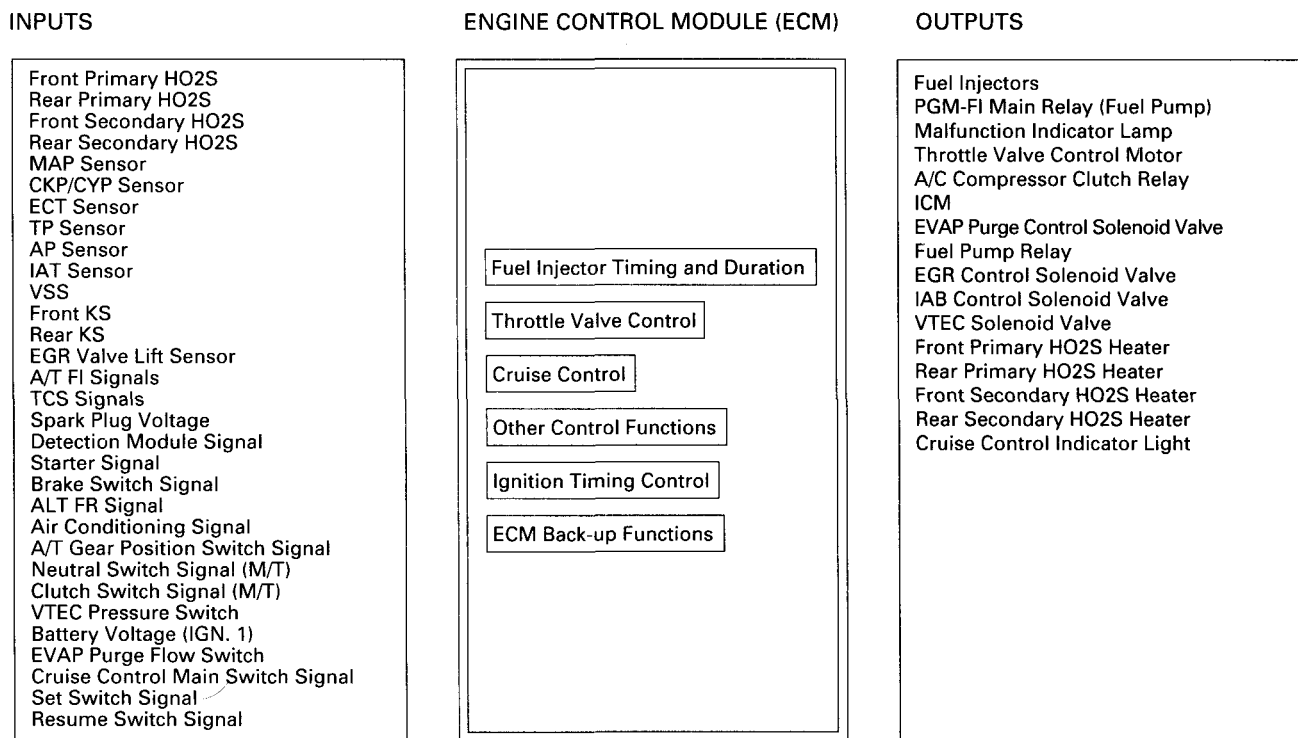 INPUTS
Front Primary HO2S
Rear Primary HO2S
Front Secondary HO2S
Rear Secondary HO2S
MAP Sensor
CKP/CYP Sensor
ECT Sensor
TP Sensor
AP Sensor
IAT Sensor
VSS
Front KS
Rear KS
EGR Valve Lift Sensor
A/T FI Signals
TCS Signals
Spark Plug Voltage
Detection Module Signal
Starter Signal
Brake Switch Signal
ALT FR Signal
Air Conditioning Signal
A/T Gear Position Switch Signal
Neutral Switch Signal (M/T)
Clutch Switch Signal (M/T)
VTEC Pressure Switch
Battery Voltage (IGN. 1)
EVAP Purge Flow Switch
Cruise Control Main Switch Signal
Set Switch Signal
Resume Switch Signal
ENGINE CONTROL MODULE (ECM)
Fuel Injector Timing and Duration
Throttle Valve Control
Cruise Control
Other Control Functions
Ignition Timing Control
ECM Back-up Functions
OUTPUTS
Fuel Injectors
PGM-FI Main Relay (Fuel Pump)
Malfunction Indicator Lamp
Throttle Valve Control Motor
A/C Compressor Clutch Relay
ICM
EVAP Purge Control Solenoid Valve
Fuel Pump Relay
EGR Control Solenoid Valve
IAB Control Solenoid Valve
VTEC Solenoid Valve
Front Primary HO2S Heater
Rear Primary HO2S Heater
Front Secondary HO2S Heater
Rear Secondary HO2S Heater
Cruise Control Indicator Light